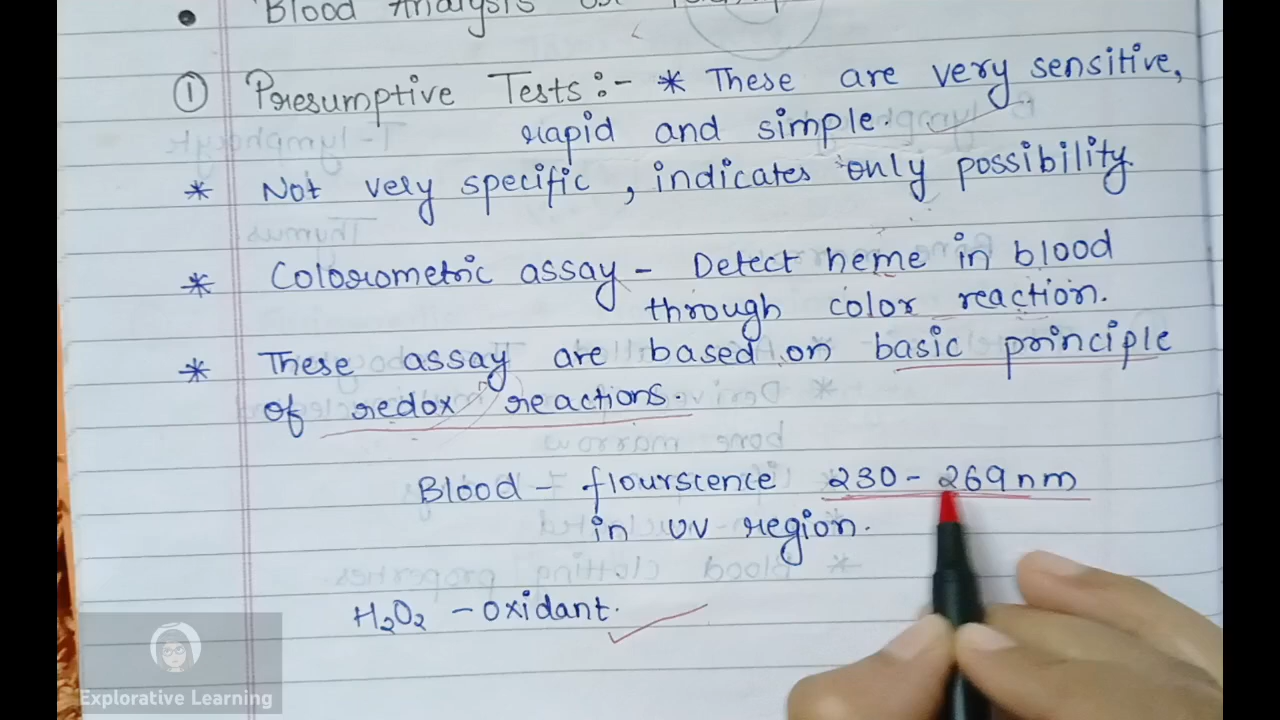 • Blood Analysis
① Presumptive Tests:- * These are very sensitive,
rapid and simple.
* Not very specific, indicates only possibility.
* Colorometric assay - Detect heme in blood
through color reaction.
* These assay are based on basic principle
of redox reactions.
Blood - flourscence 230 - 269nm
in UV region.
H₂O₂ - oxidant.
Explorative Learning